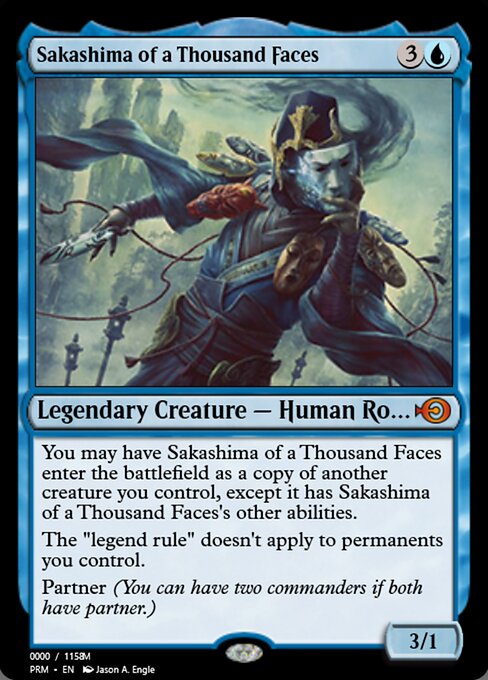 Sakashima of a Thousand Faces 3
Legendary Creature — Human Ro...
You may have Sakashima of a Thousand Faces
enter the battlefield as a copy of another
creature you control, except it has Sakashima
of a Thousand Faces's other abilities.
The "legend rule" doesn't apply to permanents
you control.
Partner (You can have two commanders if both
have partner.)
3/1
0000 / 1158M
PRM • EN Jason A. Engle